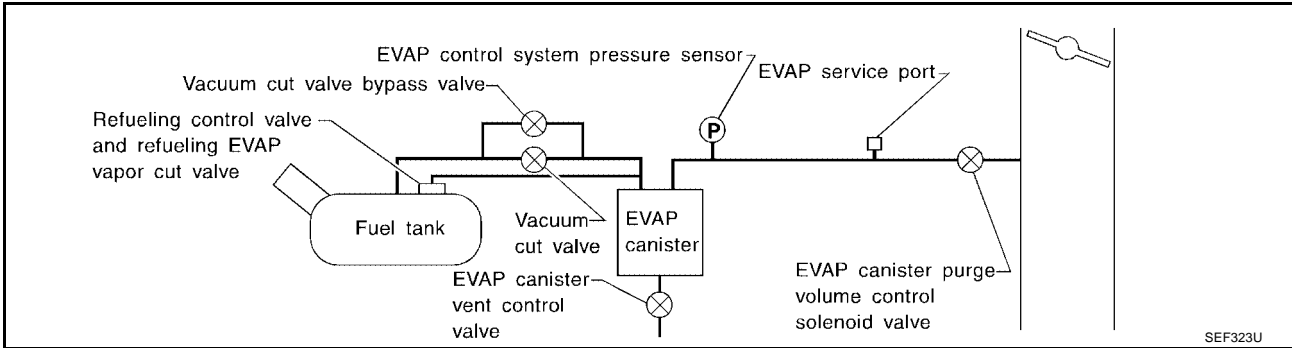 EVAP control system pressure sensor
EVAP service port
Vacuum cut valve bypass valve
Refueling control valve
and refueling EVAP
vapor cut valve
P
Fuel tank
Vacuum
cut valve
EVAP
canister
EVAP canister
vent control
valve
EVAP canister purge
volume control
solenoid valve
SEF323U